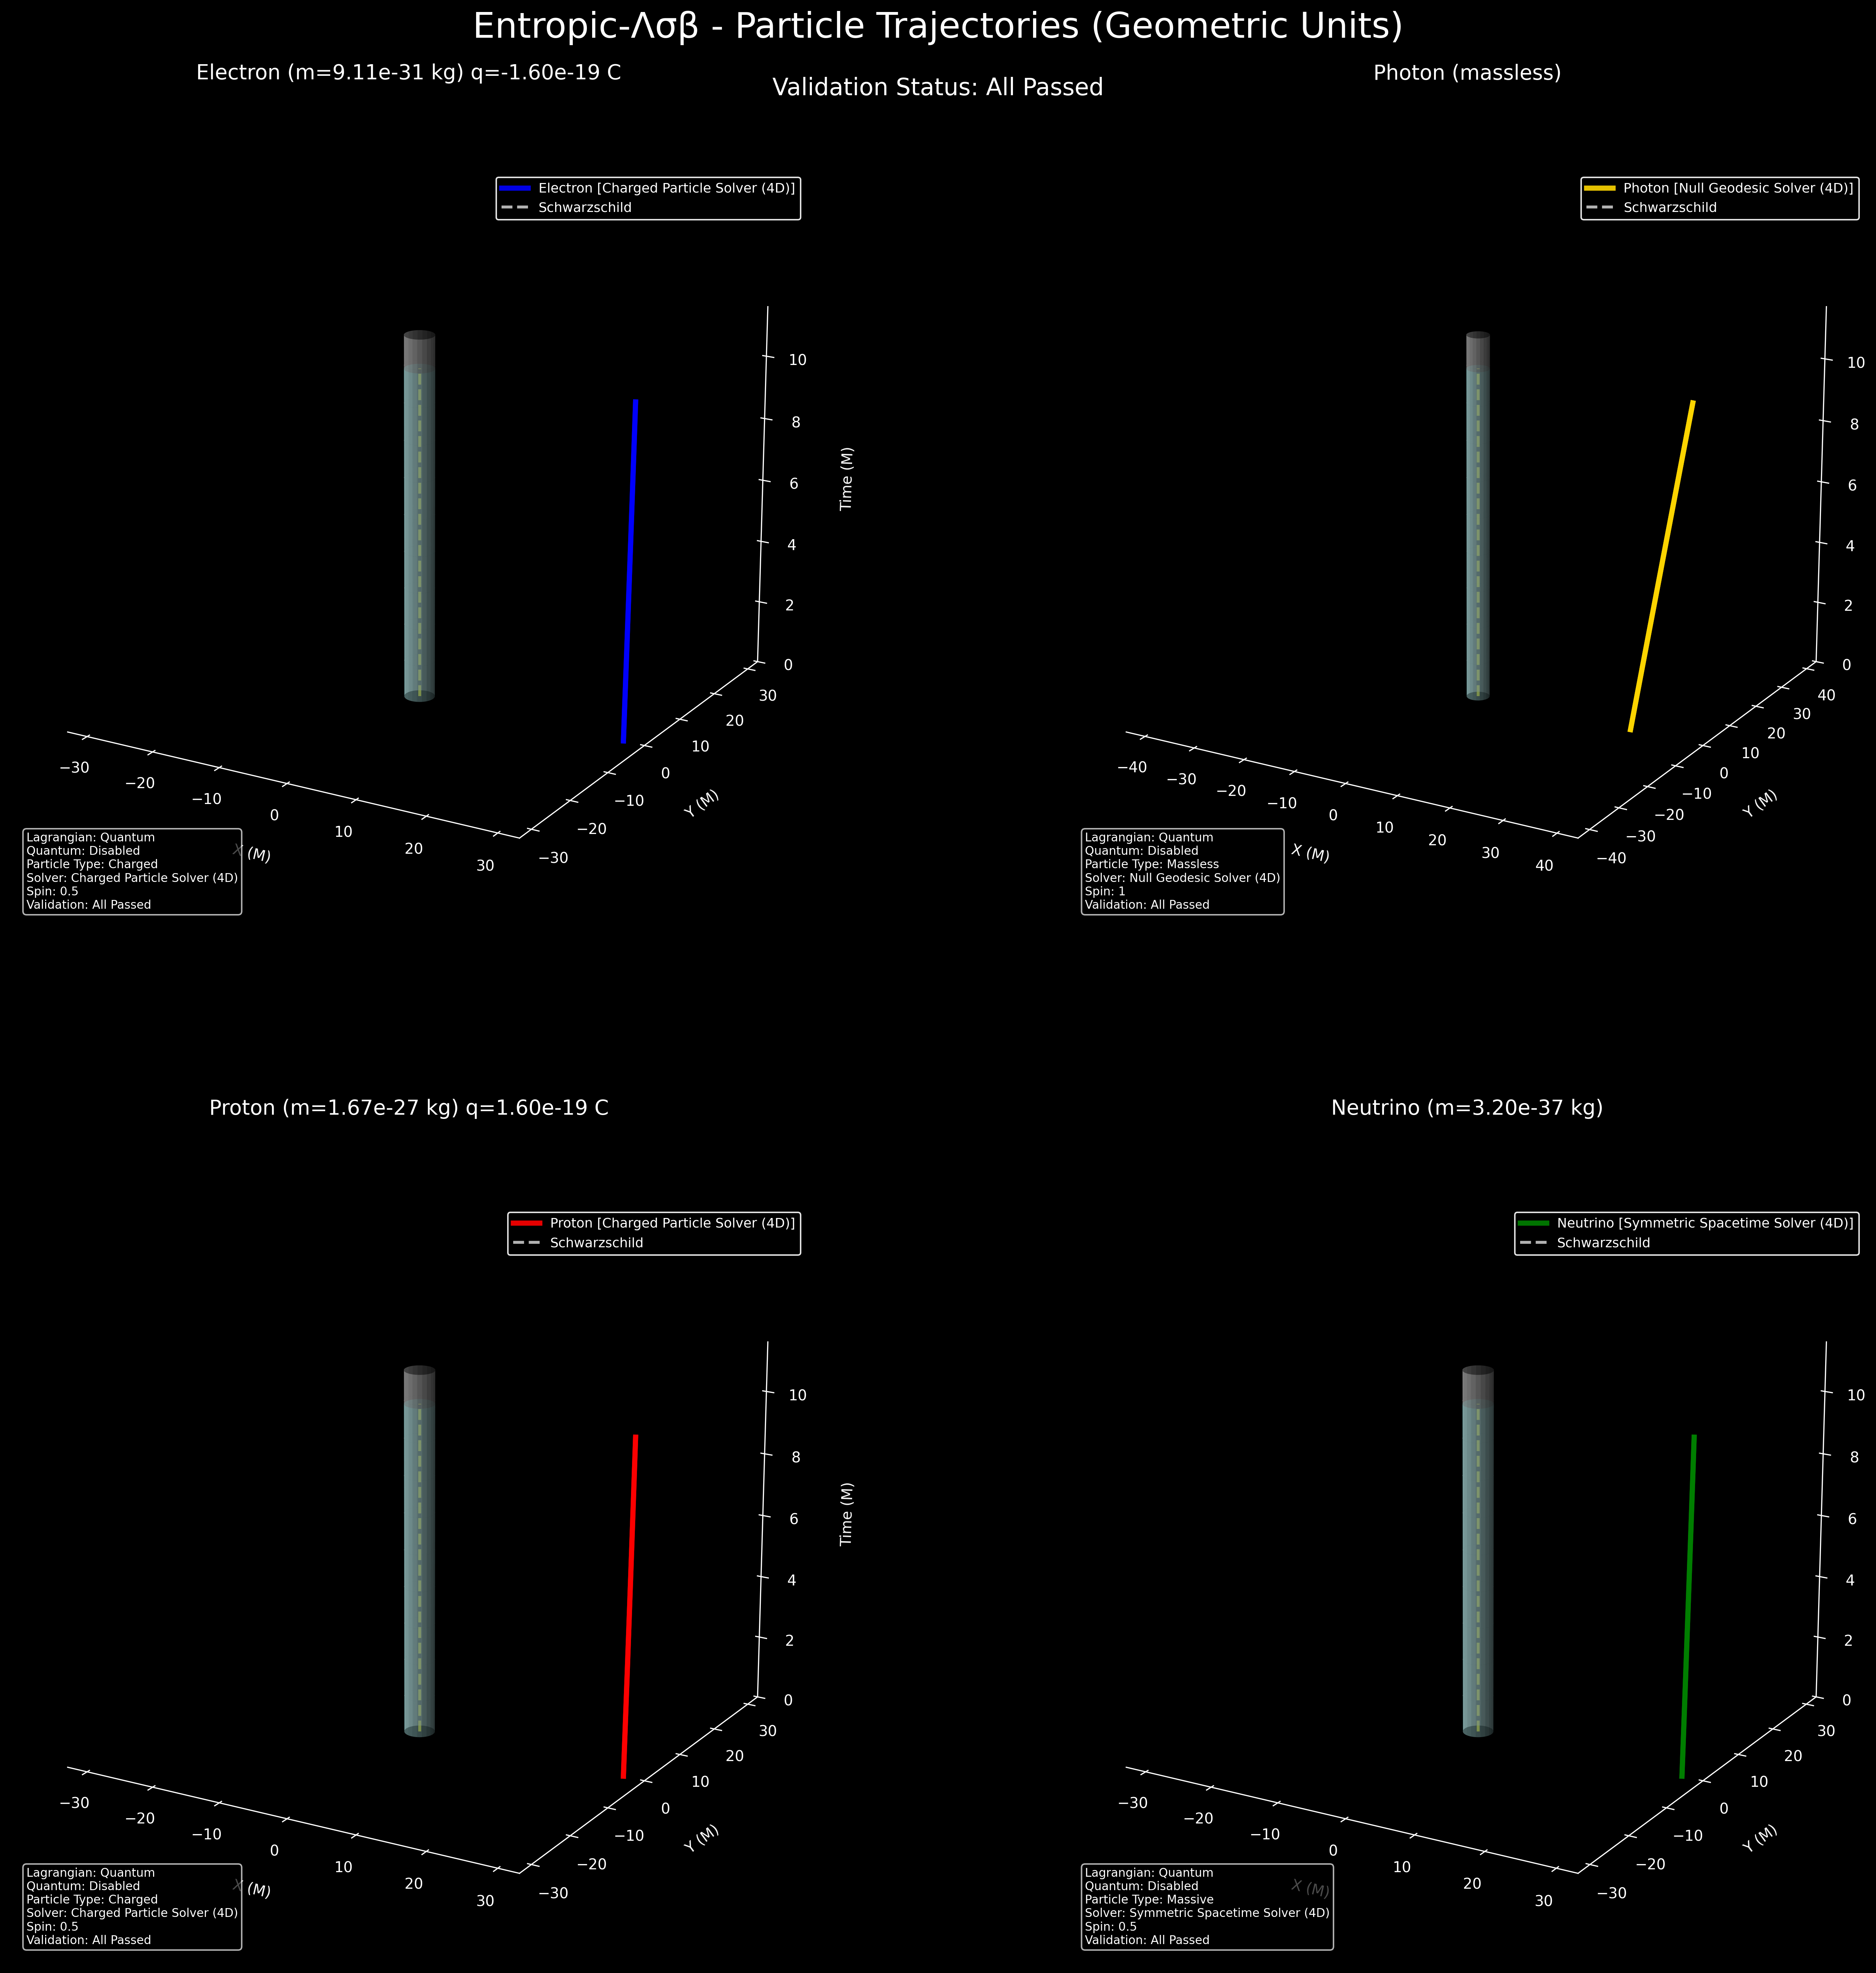 Entropic-Λσβ - Particle Trajectories (Geometric Units)
Validation Status: All Passed
Electron (m=9.11e-31 kg) q=-1.60e-19 C
Electron [Charged Particle Solver (4D)]
Schwarzschild
10
8
6
4
2
0
Time (M)
30
20
10
0
−10
−20
−30
Y (M)
−30
−20
−10
0
10
20
30
X (M)
Lagrangian: Quantum
Quantum: Disabled
Particle Type: Charged
Solver: Charged Particle Solver (4D)
Spin: 0.5
Validation: All Passed
Photon (massless)
Photon [Null Geodesic Solver (4D)]
Schwarzschild
10
8
6
4
2
0
40
30
20
10
0
−10
−20
−30
−40
Y (M)
−40
−30
−20
−10
0
10
20
30
40
X (M)
Lagrangian: Quantum
Quantum: Disabled
Particle Type: Massless
Solver: Null Geodesic Solver (4D)
Spin: 1
Validation: All Passed
Proton (m=1.67e-27 kg) q=1.60e-19 C
Proton [Charged Particle Solver (4D)]
Schwarzschild
10
8
6
4
2
0
Time (M)
30
20
10
0
−10
−20
−30
Y (M)
−30
−20
−10
0
10
20
30
X (M)
Lagrangian: Quantum
Quantum: Disabled
Particle Type: Charged
Solver: Charged Particle Solver (4D)
Spin: 0.5
Validation: All Passed
Neutrino (m=3.20e-37 kg)
Neutrino [Symmetric Spacetime Solver (4D)]
Schwarzschild
10
8
6
4
2
0
30
20
10
0
−10
−20
−30
Y (M)
−30
−20
−10
0
10
20
30
X (M)
Lagrangian: Quantum
Quantum: Disabled
Particle Type: Massive
Solver: Symmetric Spacetime Solver (4D)
Spin: 0.5
Validation: All Passed